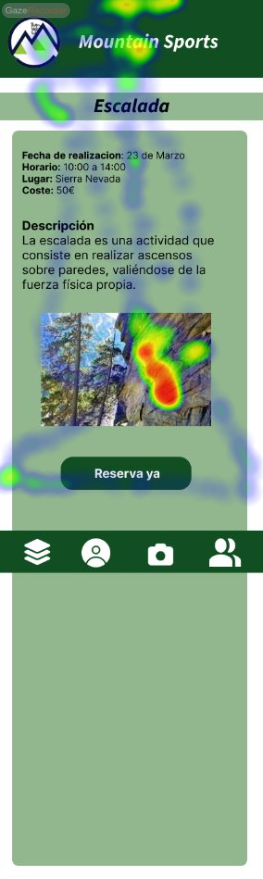 Gaze
Mountain Sports
Escalada
Fecha de realizacion: 23 de Marzo
Horario: 10:00 a 14:00
Lugar: Sierra Nevada
Coste: 50€
Descripción
La escalada es una actividad que
consiste en realizar ascensos
sobre paredes, valiéndose de la
fuerza física propia.
Reserva ya